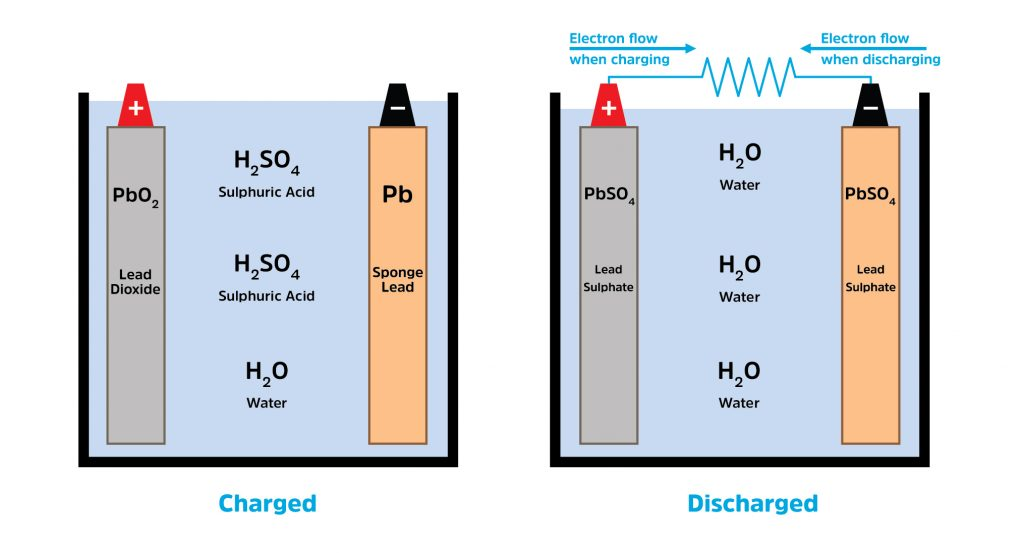 Electron flow
when charging
Electron flow
when discharging
+
−
H₂SO₄
Sulphuric Acid
PbO₂
Pb
H₂SO₄
Sulphuric Acid
Lead
Dioxide
Sponge
Lead
H₂O
Water
Charged
+
−
H₂O
Water
PbSO₄
PbSO₄
H₂O
Water
Lead
Sulphate
Lead
Sulphate
H₂O
Water
Discharged